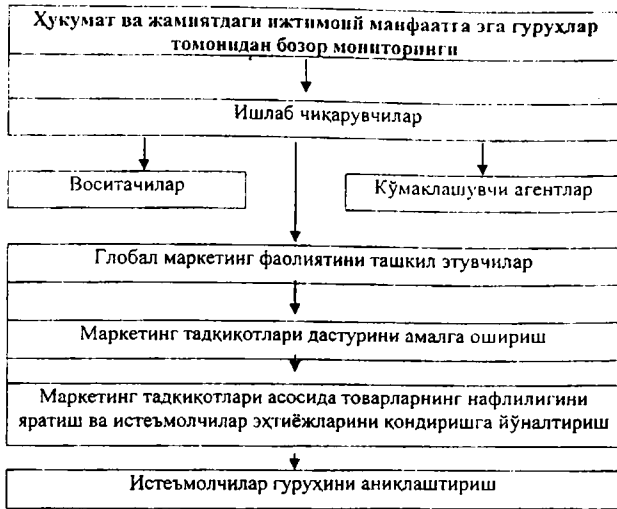 Ҳукумат ва жамиятдаги ижтимоий манфаатга эга гуруҳлар
томонидан бозор мониторинги
Ишлаб чиқарувчилар
Воситачилар
Кўмаклашувчи агентлар
Глобал маркетинг фаолиятини ташкил этувчилар
Маркетинг тадқиқотлари дастурини амалга ошириш
Маркетинг тадқиқотлари асосида товарларнинг нафлилигини
яратиш ва истеъмолчилар эҳтиёжларини қондиришга йўналтириш
Истеъмолчилар гуруҳини аниқлаштириш